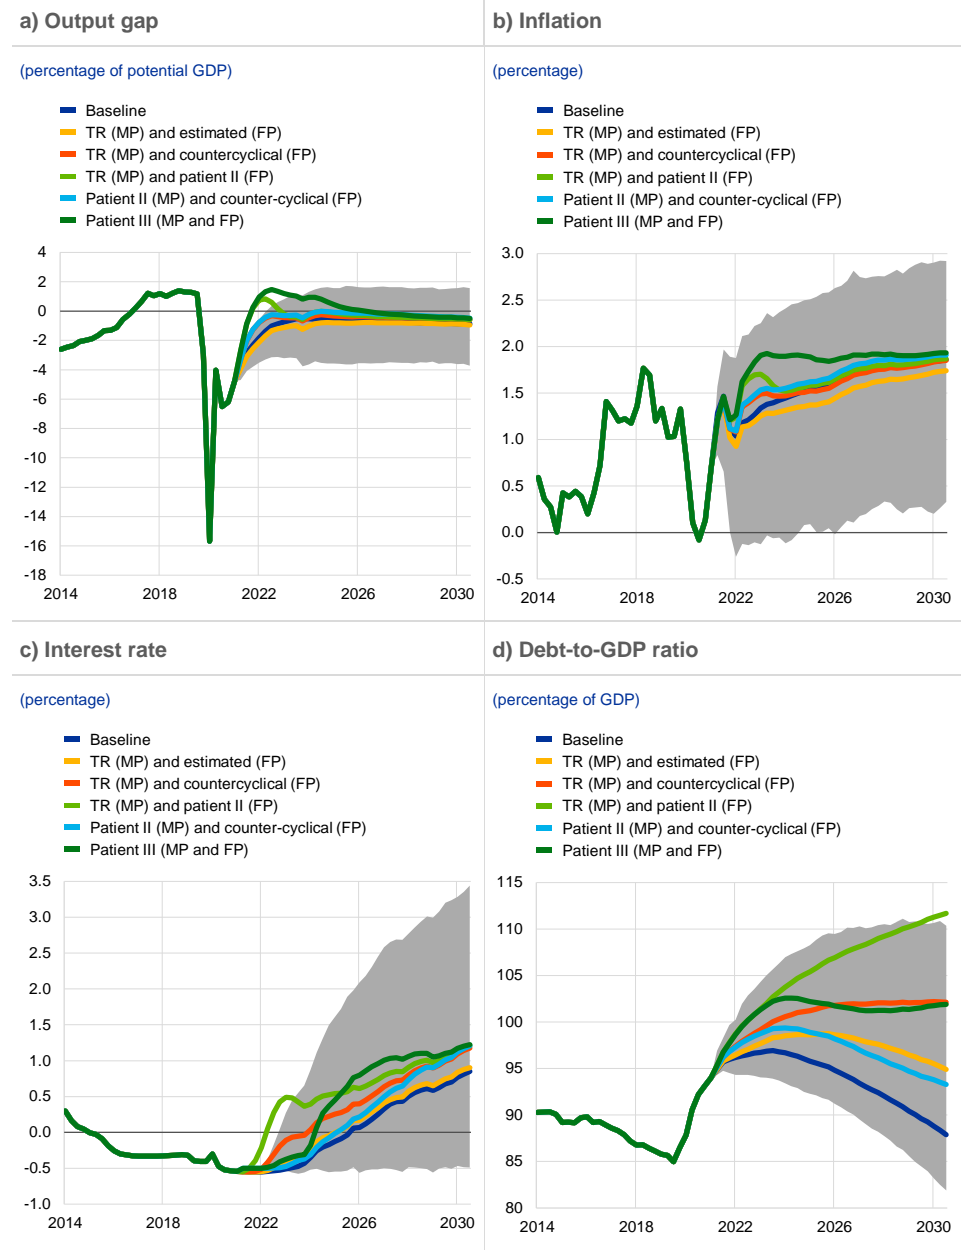 a) Output gap
(percentage of potential GDP)
Baseline
TR (MP) and estimated (FP)
TR (MP) and countercyclical (FP)
TR (MP) and patient II (FP)
Patient II (MP) and counter-cyclical (FP)
Patient III (MP and FP)
4
2
0
-2
-4
-6
-8
-10
-12
-14
-16
-18
2014 2018 2022 2026 2030
b) Inflation
(percentage)
Baseline
TR (MP) and estimated (FP)
TR (MP) and countercyclical (FP)
TR (MP) and patient II (FP)
Patient II (MP) and counter-cyclical (FP)
Patient III (MP and FP)
3.0
2.5
2.0
1.5
1.0
0.5
0.0
-0.5
2014 2018 2022 2026 2030
c) Interest rate
(percentage)
Baseline
TR (MP) and estimated (FP)
TR (MP) and countercyclical (FP)
TR (MP) and patient II (FP)
Patient II (MP) and counter-cyclical (FP)
Patient III (MP and FP)
3.5
3.0
2.5
2.0
1.5
1.0
0.5
0.0
-0.5
-1.0
2014 2018 2022 2026 2030
d) Debt-to-GDP ratio
(percentage of GDP)
Baseline
TR (MP) and estimated (FP)
TR (MP) and countercyclical (FP)
TR (MP) and patient II (FP)
Patient II (MP) and counter-cyclical (FP)
Patient III (MP and FP)
115
110
105
100
95
90
85
80
2014 2018 2022 2026 2030